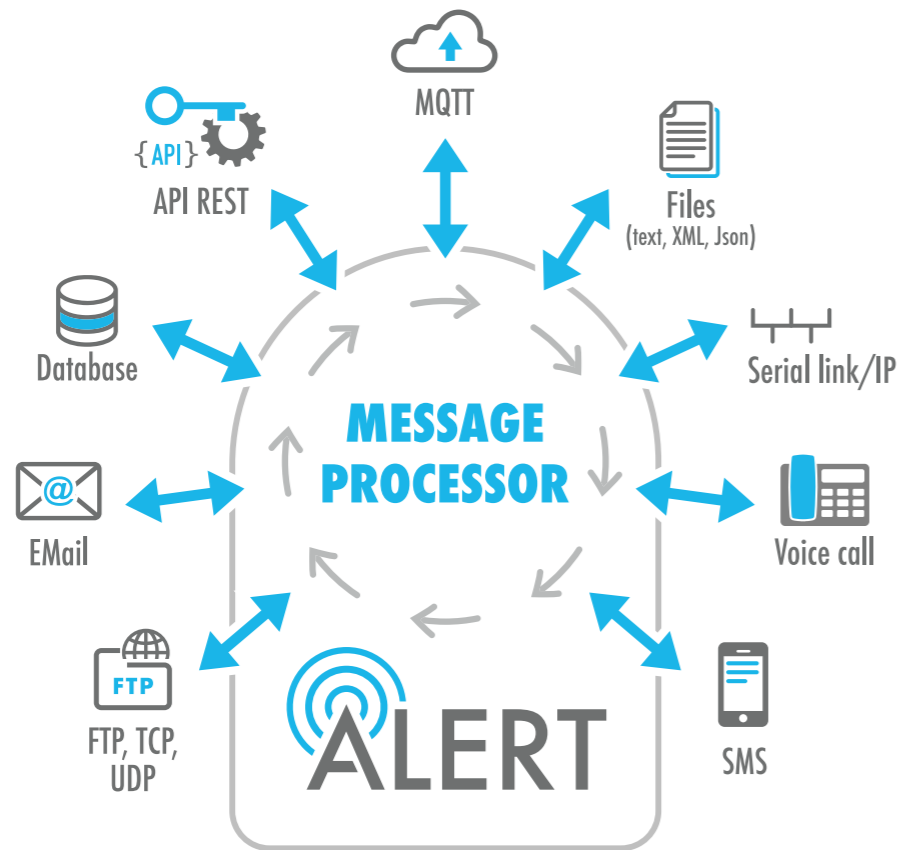 MQTT
{API}
API REST
Files
(text, XML, Json)
Database
Serial link/IP
MESSAGE
PROCESSOR
@
EMail
Voice call
FTP
FTP, TCP,
UDP
SMS
ALERT